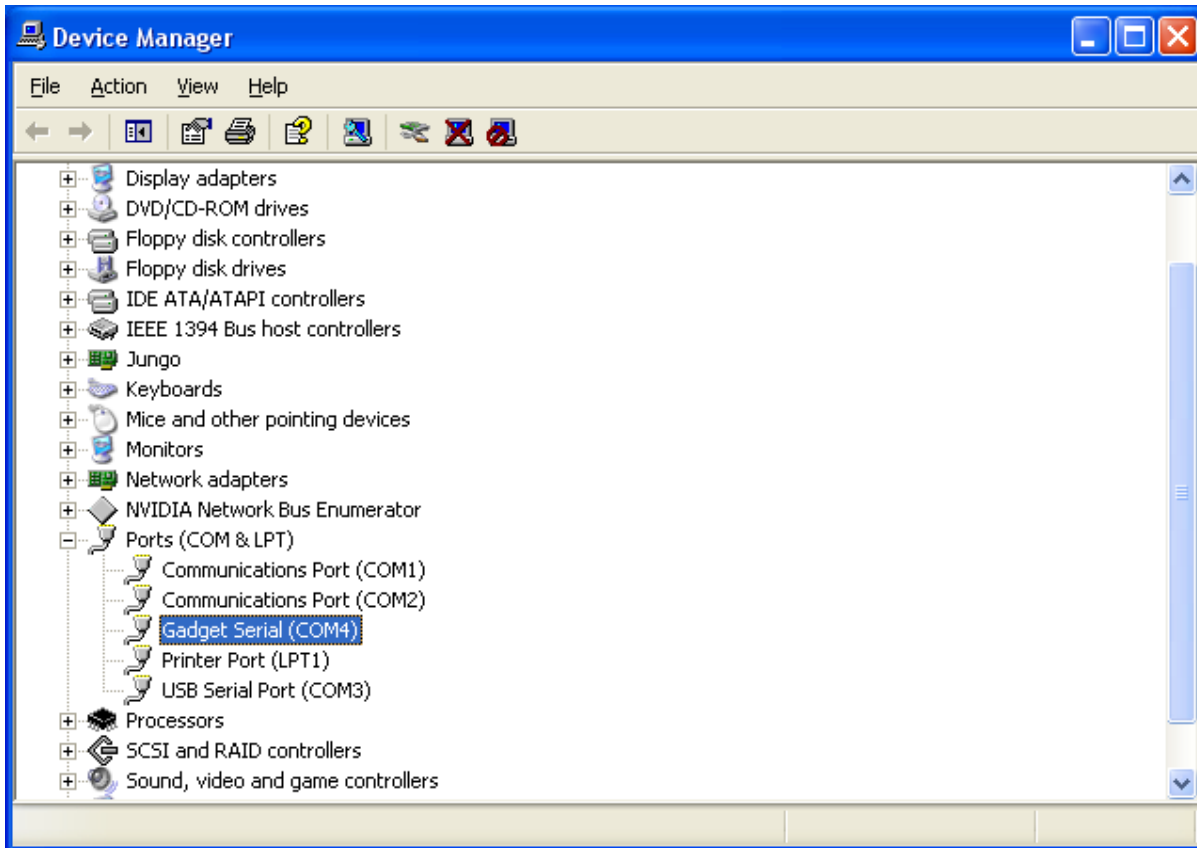 Device Manager
File Action View Help
Display adapters
DVD/CD-ROM drives
Floppy disk controllers
Floppy disk drives
IDE ATA/ATAPI controllers
IEEE 1394 Bus host controllers
Jungo
Keyboards
Mice and other pointing devices
Monitors
Network adapters
NVIDIA Network Bus Enumerator
Ports (COM & LPT)
Communications Port (COM1)
Communications Port (COM2)
Gadget Serial (COM4)
Printer Port (LPT1)
USB Serial Port (COM3)
Processors
SCSI and RAID controllers
Sound, video and game controllers